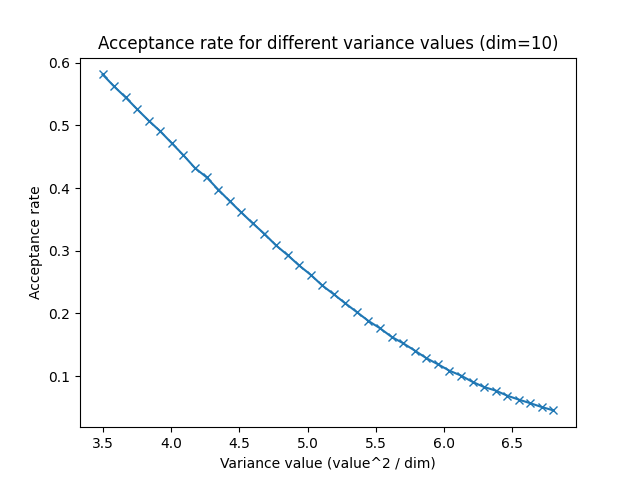 Acceptance rate for different variance values (dim=10)
0.6
0.5
0.4
0.3
0.2
0.1
Acceptance rate
3.5 4.0 4.5 5.0 5.5 6.0 6.5
Variance value (value^2 / dim)